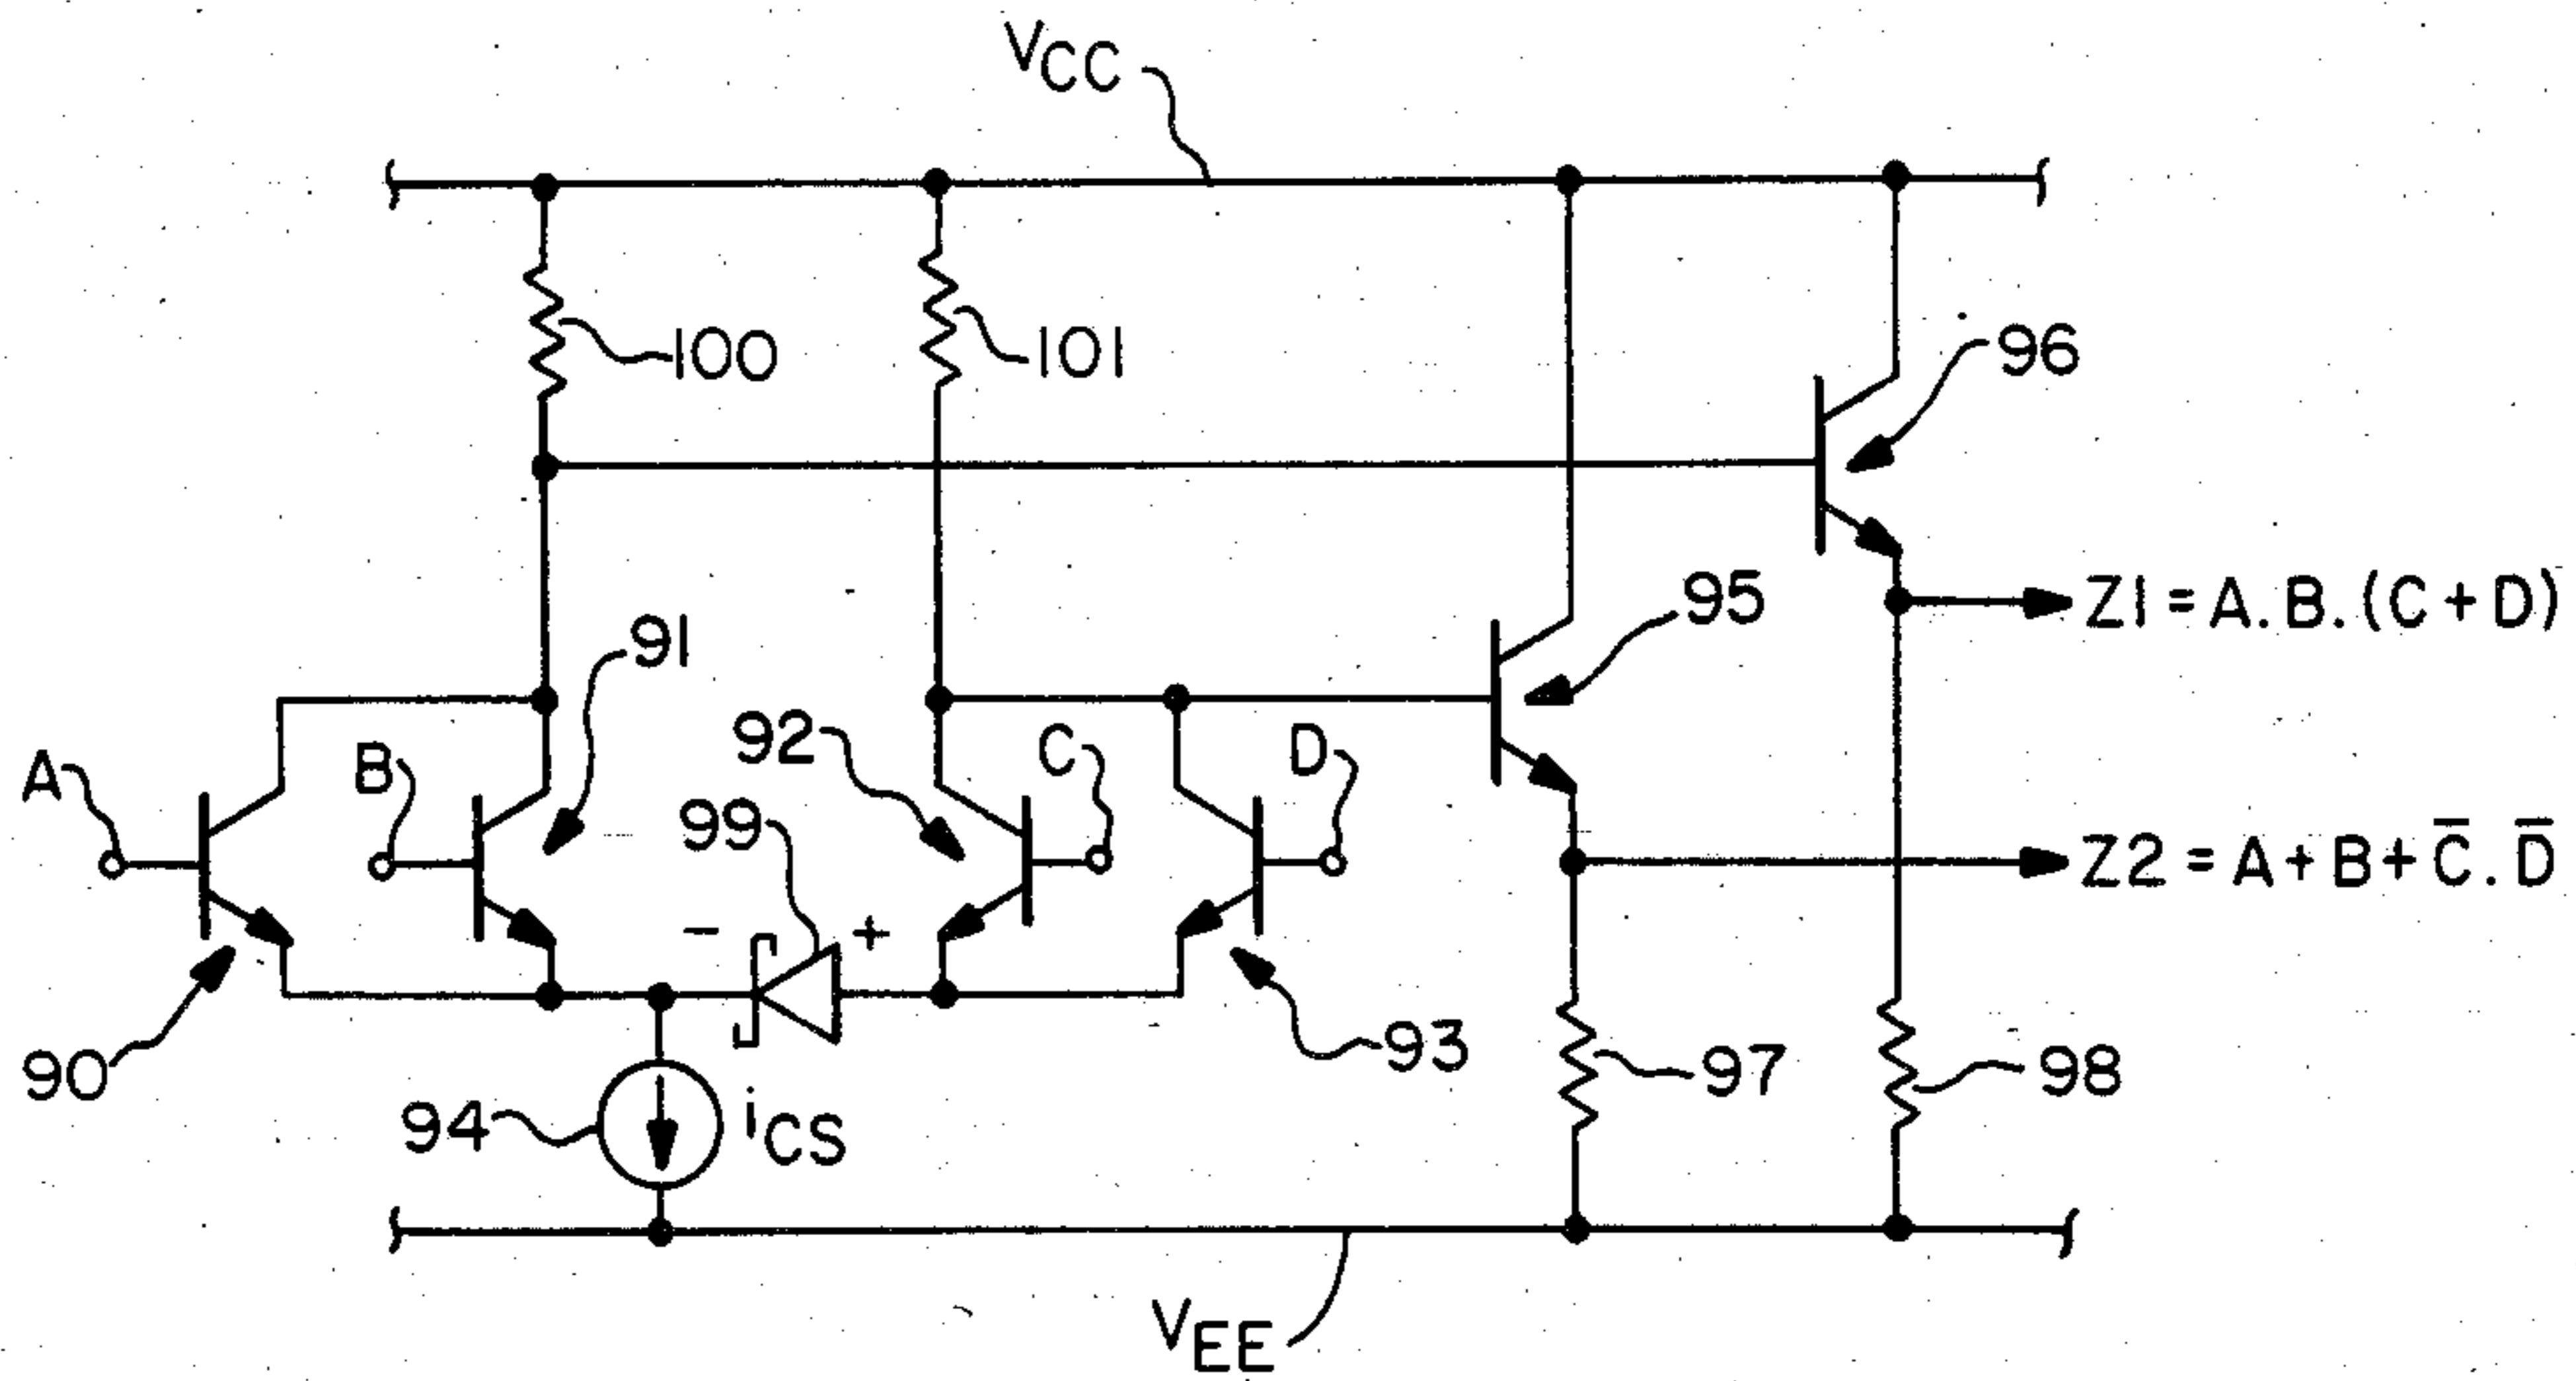 VCC
100
101
96
Z1 = A.B.(C+D)
91
95
92
C
D
A
B
99
- +
Z2 = A+B+C̅.D̅
90
94
iCS
93
97
98
VEE